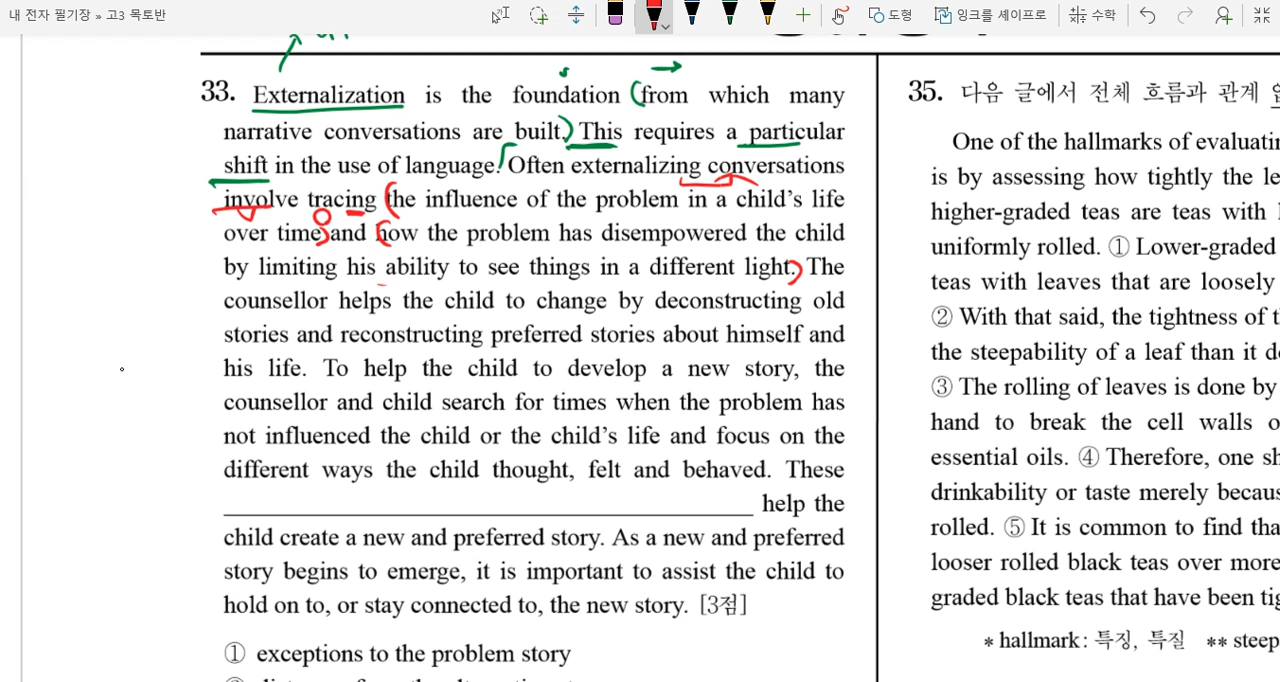 내 전자 필기장 » 고3 목토반
도형
잉크를 셰이프로
수학
33. Externalization is the foundation from which many
narrative conversations are built. This requires a particular
shift in the use of language. Often externalizing conversations
involve tracing the influence of the problem in a child's life
over time and how the problem has disempowered the child
by limiting his ability to see things in a different light. The
counsellor helps the child to change by deconstructing old
stories and reconstructing preferred stories about himself and
his life. To help the child to develop a new story, the
counsellor and child search for times when the problem has
not influenced the child or the child's life and focus on the
different ways the child thought, felt and behaved. These
help the
child create a new and preferred story. As a new and preferred
story begins to emerge, it is important to assist the child to
hold on to, or stay connected to, the new story. [3점]
① exceptions to the problem story
35. 다음 글에서 전체 흐름과 관계
One of the hallmarks of
is by assessing how tightly the
higher-graded teas are teas with
uniformly rolled. ① Lower-graded
teas with leaves that are loosely
② With that said, the tightness of
the steepability of a leaf than it
③ The rolling of leaves is done by
hand to break the cell walls
essential oils. ④ Therefore, one
drinkability or taste merely
rolled. ⑤ It is common to find
looser rolled black teas over more
graded black teas that have been
* hallmark: 특징, 특질 ** steep